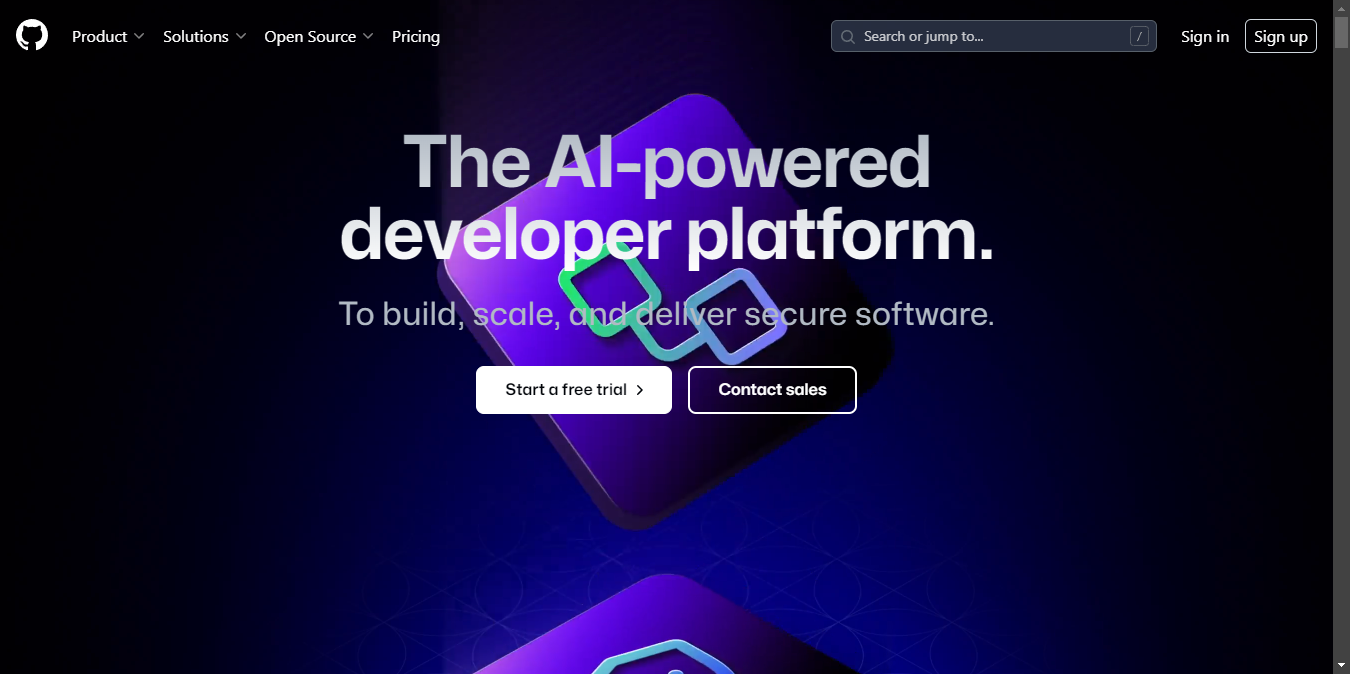 Product
Solutions
Open Source
Pricing
Search or jump to...
/
Sign in
Sign up
The AI-powered
developer platform.
To build, scale, and deliver secure software.
Start a free trial
Contact sales